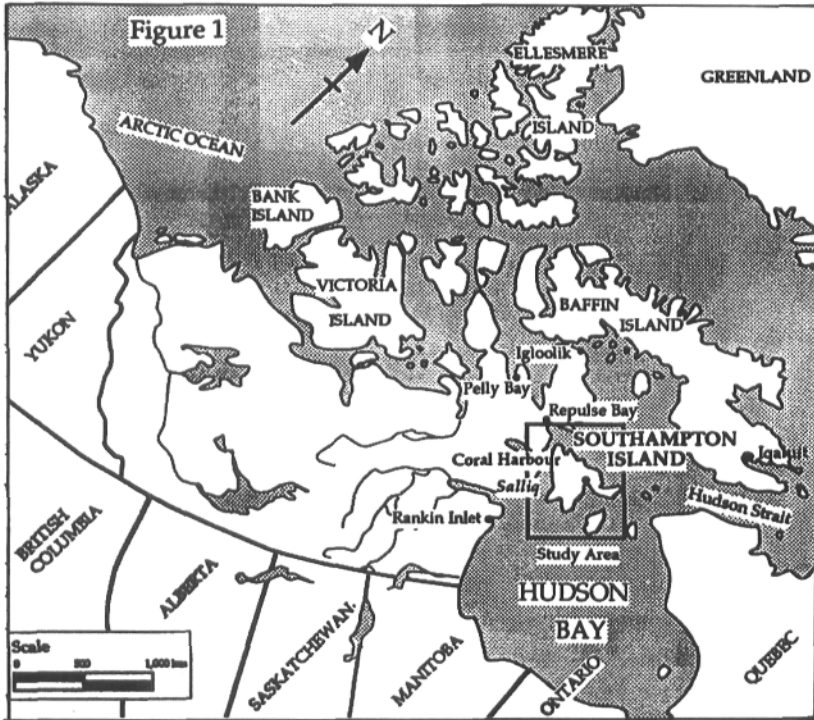 Figure 1
N
ELLESMERE
ISLAND
GREENLAND
ARCTIC OCEAN
ALASKA
BANK
ISLAND
VICTORIA
ISLAND
BAFFIN
ISLAND
YUKON
Igloolik
Pelly Bay
Repulse Bay
SOUTHAMPTON
ISLAND
Coral Harbour
Salliq
Iqaluit
Hudson Strait
Rankin Inlet
Study Area
BRITISH
COLUMBIA
ALBERTA
SASKATCHEWAN.
MANITOBA
HUDSON
BAY
ONTARIO
QUEBEC
Scale
0 500 1,000 kms